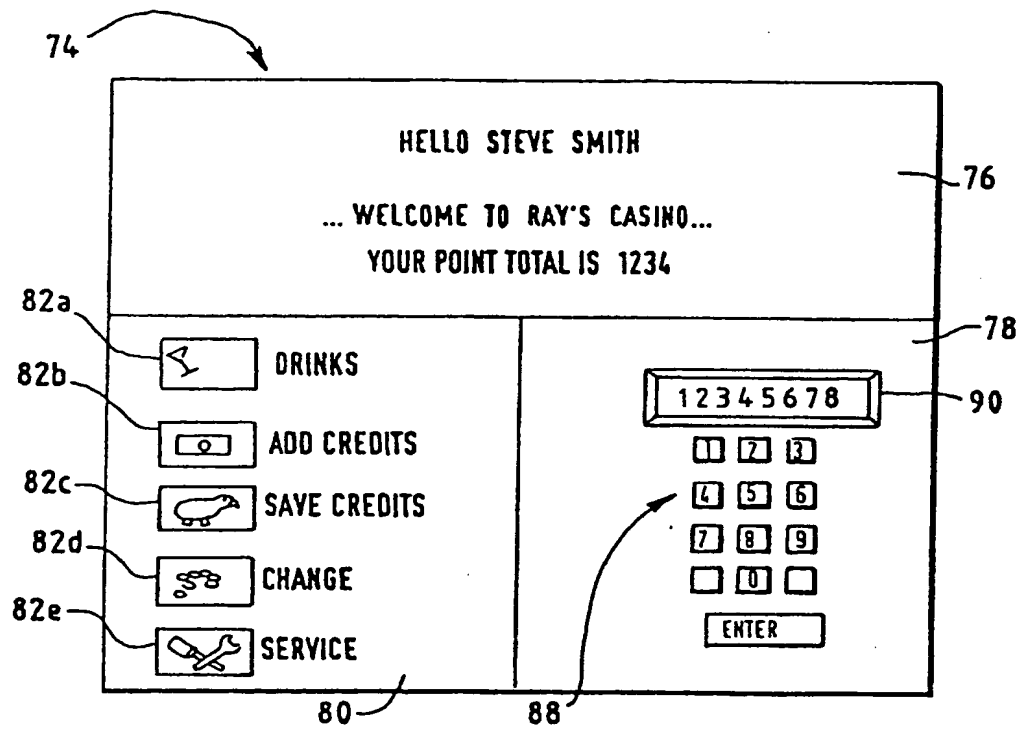 74
HELLO STEVE SMITH
76
... WELCOME TO RAY'S CASINO...
YOUR POINT TOTAL IS 1234
82a
DRINKS
78
82b
ADD CREDITS
12345678
90
82c
SAVE CREDITS
1 2 3
82d
CHANGE
4 5 6
82e
SERVICE
7 8 9
0
ENTER
80
88